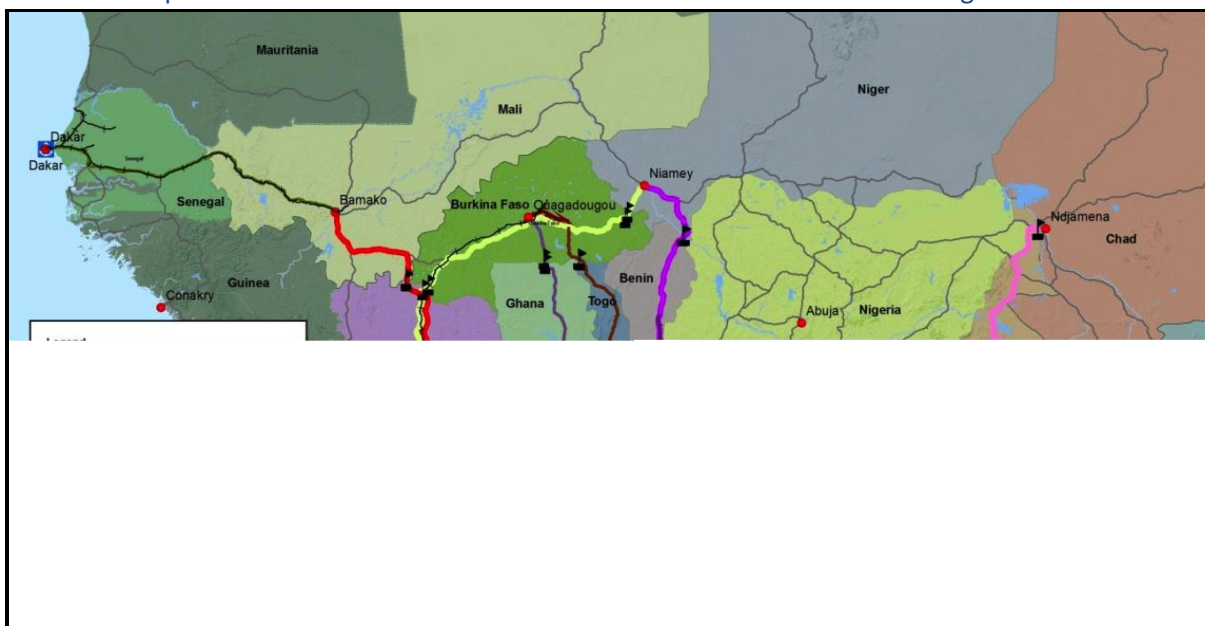 Mauritania
Niger
Mali
Dakar
Dakar
Senegal
Niamey
Senegal
Bamako
Burkina Faso
Ouagadougou
Ndjamena
Chad
Benin
Guinea
Conakry
Ghana
Togo
Abuja
Nigeria